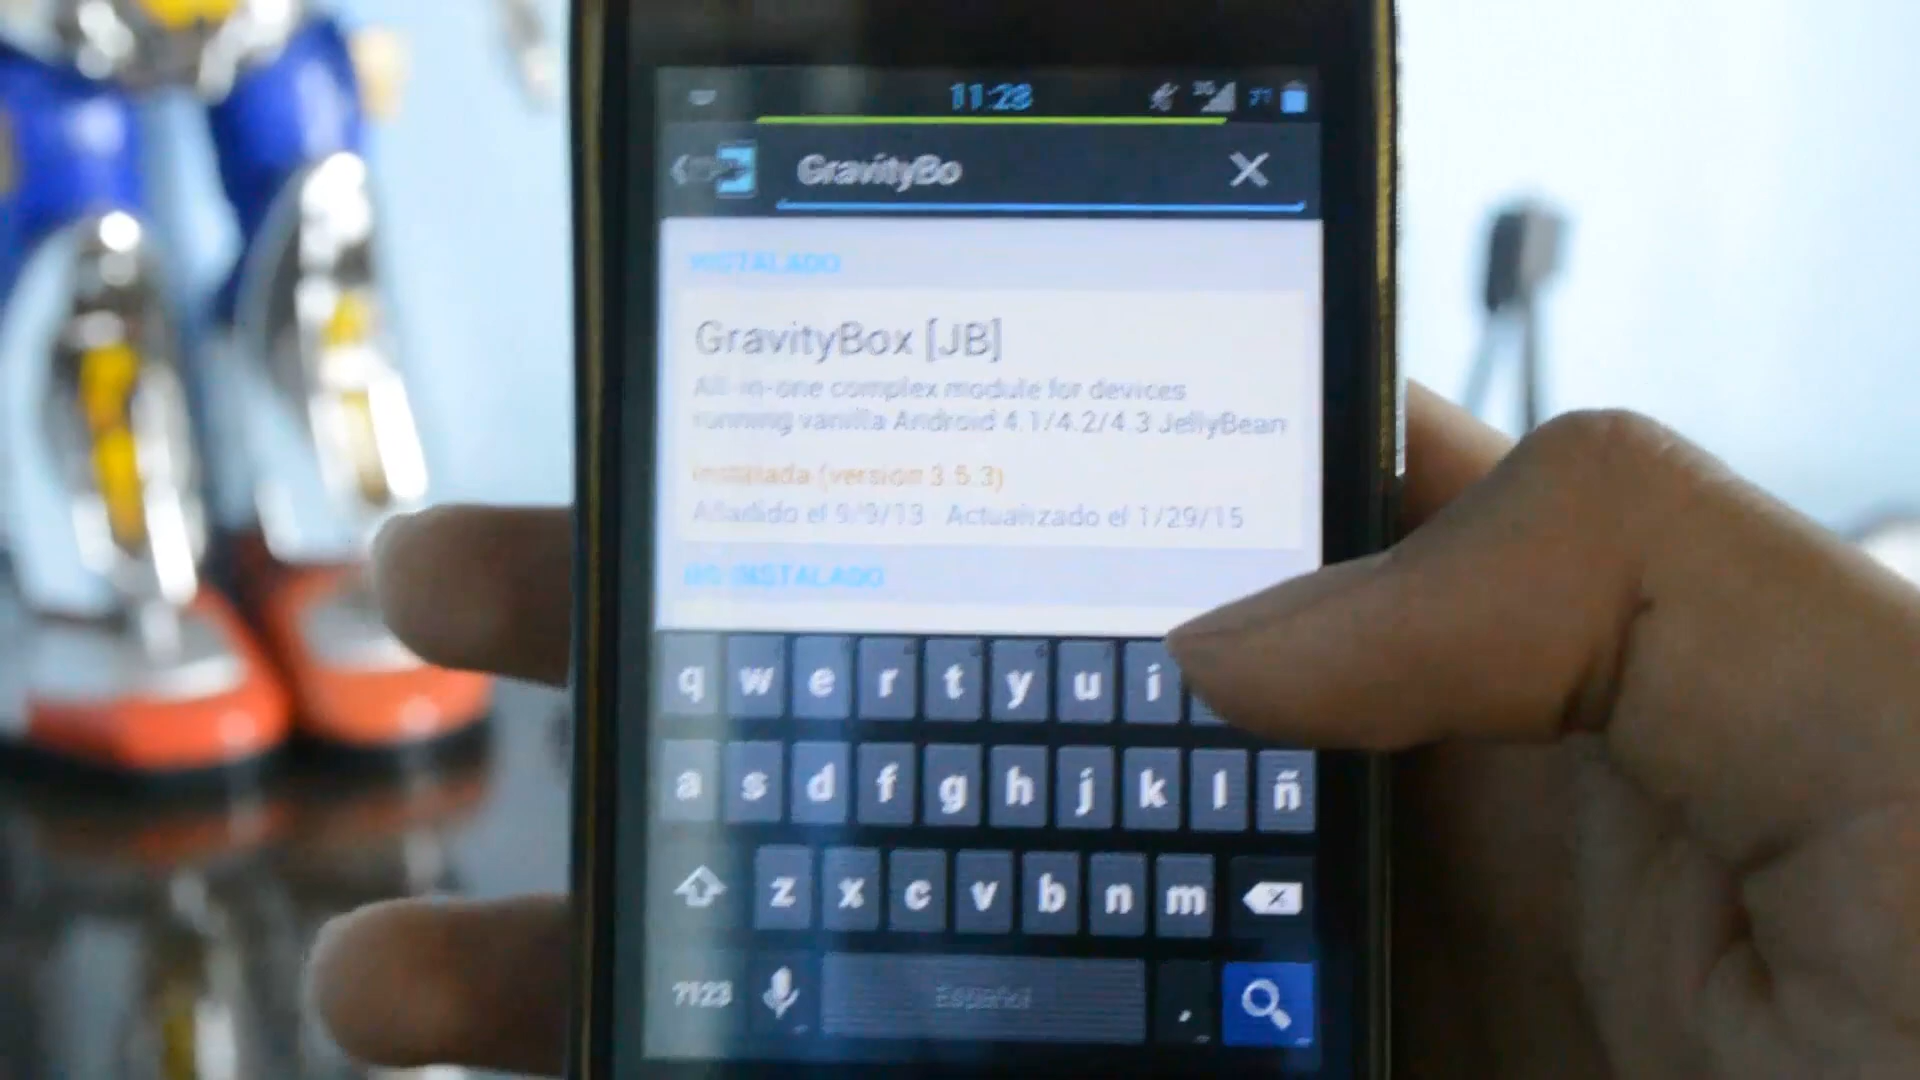 11:28
3G 71
GravityBo
INSTALADO
GravityBox [JB]
All-in-one complex module for devices
running vanilla Android 4.1/4.2/4.3 JellyBean
Instalada (version 3.5.3)
Añadido el 9/9/13 Actualizado el 1/29/15
NO INSTALADO
q w e r t y u i
a s d f g h j k l ñ
z x c v b n m
?123 Español ,